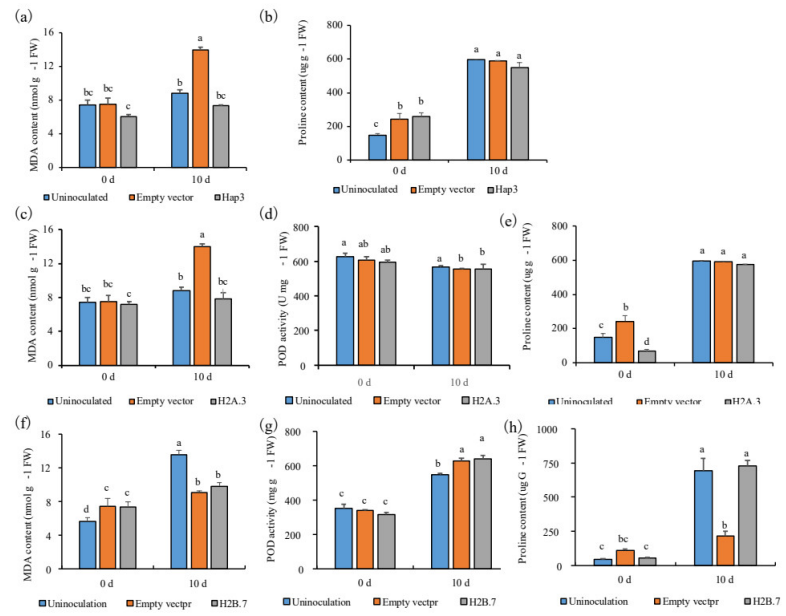 (a)
MDA content (nmol g -1 FW)
16
12
8
4
0
bc
bc
c
b
a
bc
0 d
10 d
Uninoculated
Empty vector
Hap3
(b)
Proline content (ug g -1 FW)
800
600
400
200
0
c
b
b
a
a
a
0 d
10 d
Uninoculated
Empty vector
Hap3
(c)
MDA content (nmol g -1 FW)
16
12
8
4
0
bc
bc
c
b
a
bc
0 d
10 d
Uninoculated
Empty vector
H2A.3
(d)
POD activity (U mg -1 FW)
800
600
400
200
0
a
ab
ab
a
b
b
0 d
10 d
Uninoculated
Empty vector
H2A.3
(e)
Proline content (ug g -1 FW)
800
600
400
200
0
c
b
d
a
a
a
0 d
10 d
Uninoculated
Empty vector
H2A.3
(f)
MDA content (nmol g -1 FW)
16
12
8
4
0
d
c
c
a
b
b
0 d
10 d
Uninoculation
Empty vectpr
H2B.7
(g)
POD activity (mg g -1 FW)
800
600
400
200
0
c
c
c
b
a
a
0 d
10 d
Uninoculation
Empty vectpr
H2B.7
(h)
Proline content (ug G -1 FW)
1000
750
500
250
0
c
bc
c
a
b
a
0 d
10 d
Uninoculation
Empty vectpr
H2B.7